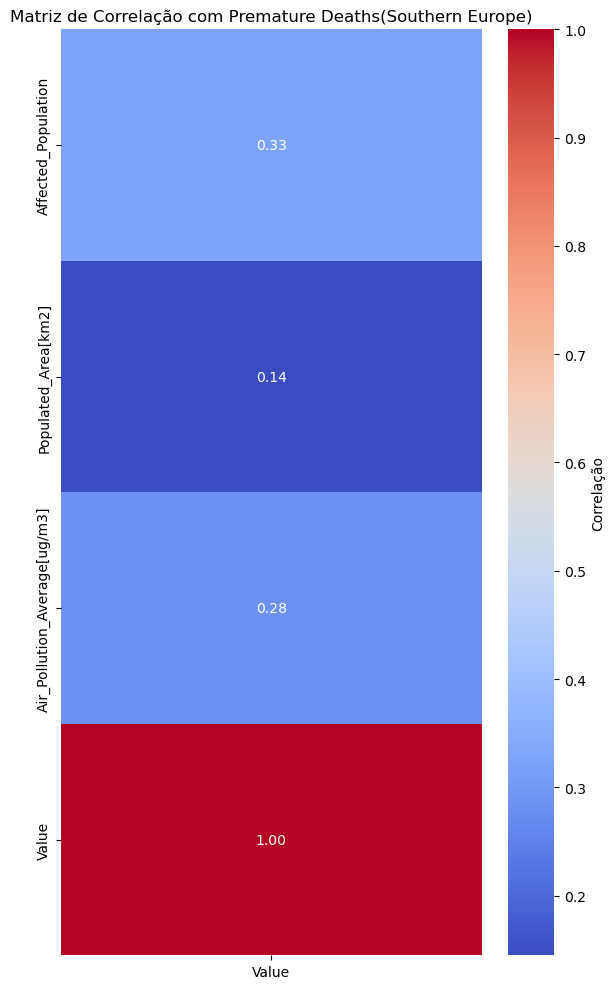 Matriz de Correlação com Premature Deaths(Southern Europe)
Affected_Population
0.33
Populated_Area[km2]
0.14
Air_Pollution_Average[ug/m3]
0.28
Value
1.00
Value
1.0
0.9
0.8
0.7
0.6
0.5
0.4
0.3
0.2
Correlação